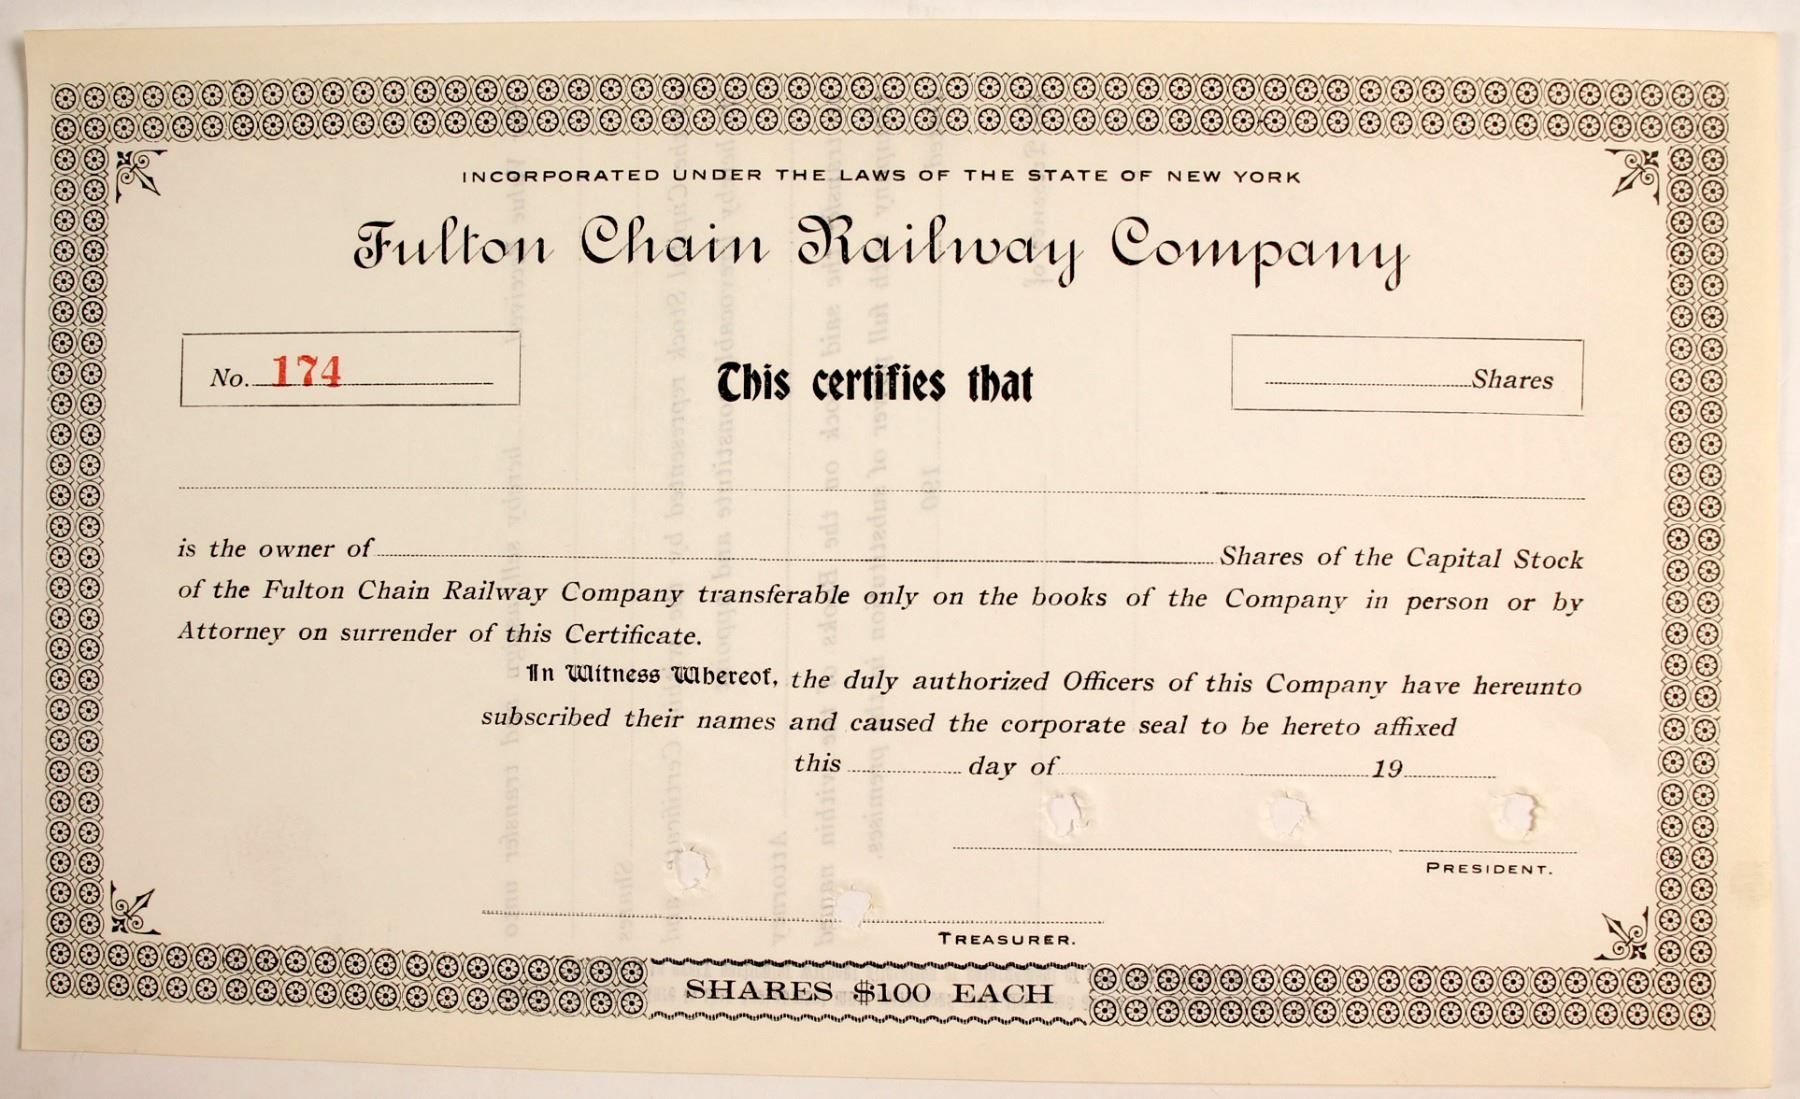 INCORPORATED UNDER THE LAWS OF THE STATE OF NEW YORK
Fulton Chain Railway Company
No. 174
This certifies that
Shares
is the owner of Shares of the Capital Stock
of the Fulton Chain Railway Company transferable only on the books of the Company in person or by
Attorney on surrender of this Certificate.
In Witness Whereof, the duly authorized Officers of this Company have hereunto
subscribed their names and caused the corporate seal to be hereto affixed
this day of 19
PRESIDENT.
TREASURER.
SHARES $100 EACH